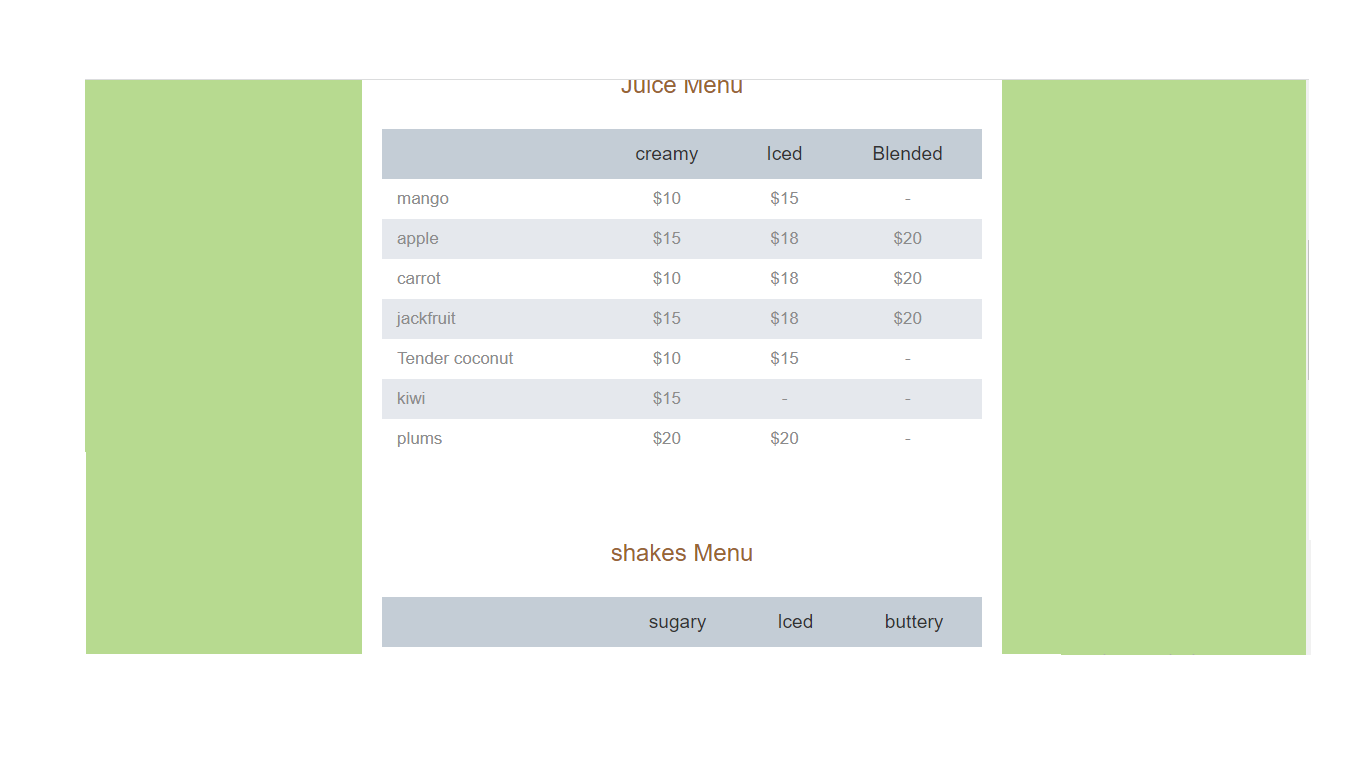 Juice Menu
creamy Iced Blended
mango $10 $15 -
apple $15 $18 $20
carrot $10 $18 $20
jackfruit $15 $18 $20
Tender coconut $10 $15 -
kiwi $15 - -
plums $20 $20 -
shakes Menu
sugary Iced buttery